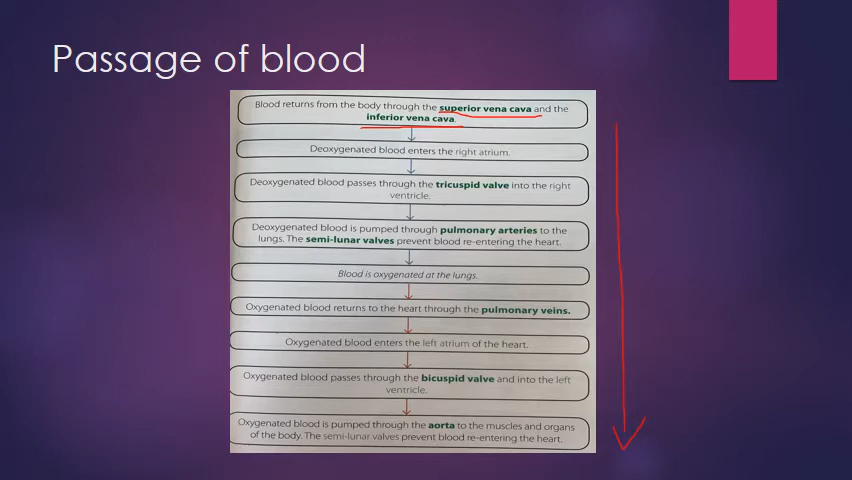 Passage of blood
Blood returns from the body through the superior vena cava and the
inferior vena cava.
Deoxygenated blood enters the right atrium.
Deoxygenated blood passes through the tricuspid valve into the right
ventricle.
Deoxygenated blood is pumped through pulmonary arteries to the
lungs. The semi-lunar valves prevent blood re-entering the heart.
Blood is oxygenated at the lungs.
Oxygenated blood returns to the heart through the pulmonary veins.
Oxygenated blood enters the left atrium of the heart.
Oxygenated blood passes through the bicuspid valve and into the left
ventricle.
Oxygenated blood is pumped through the aorta to the muscles and organs
of the body. The semi-lunar valves prevent blood re-entering the heart.